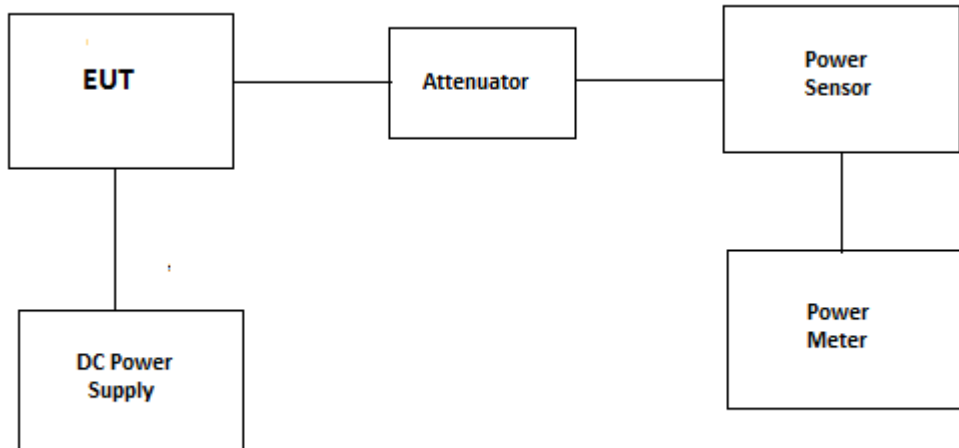 EUT
Attenuator
Power
Sensor
DC Power
Supply
Power
Meter